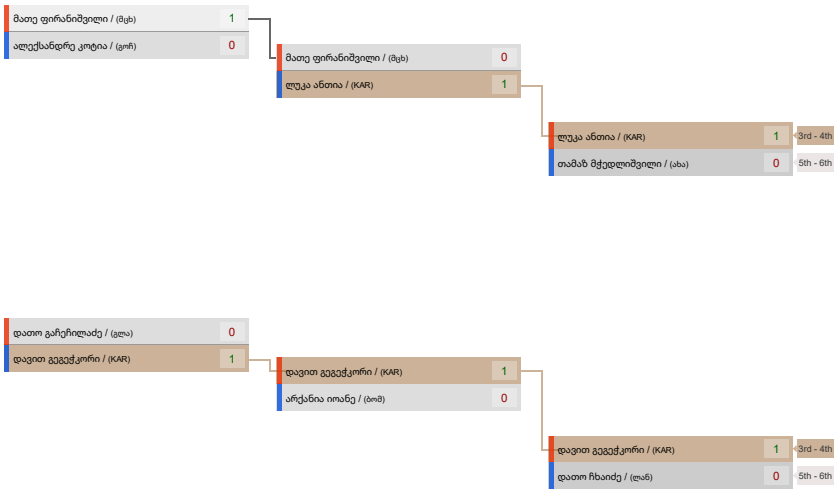 მათე ფირანიშვილი / (მცხ) 1
ალექსანდრე კოტია / (გორ) 0
მათე ფირანიშვილი / (მცხ) 0
ლუკა ანთია / (KAR) 1
ლუკა ანთია / (KAR) 1 3rd - 4th
თამაზ მჭედლიშვილი / (ახა) 0 5th - 6th
დათო გაჩეჩილაძე / (გლა) 0
დავით გეგეჭკორი / (KAR) 1
დავით გეგეჭკორი / (KAR) 1
არქანია იოანე / (ბომ) 0
დავით გეგეჭკორი / (KAR) 1 3rd - 4th
დათო ჩხაიძე / (ლან) 0 5th - 6th